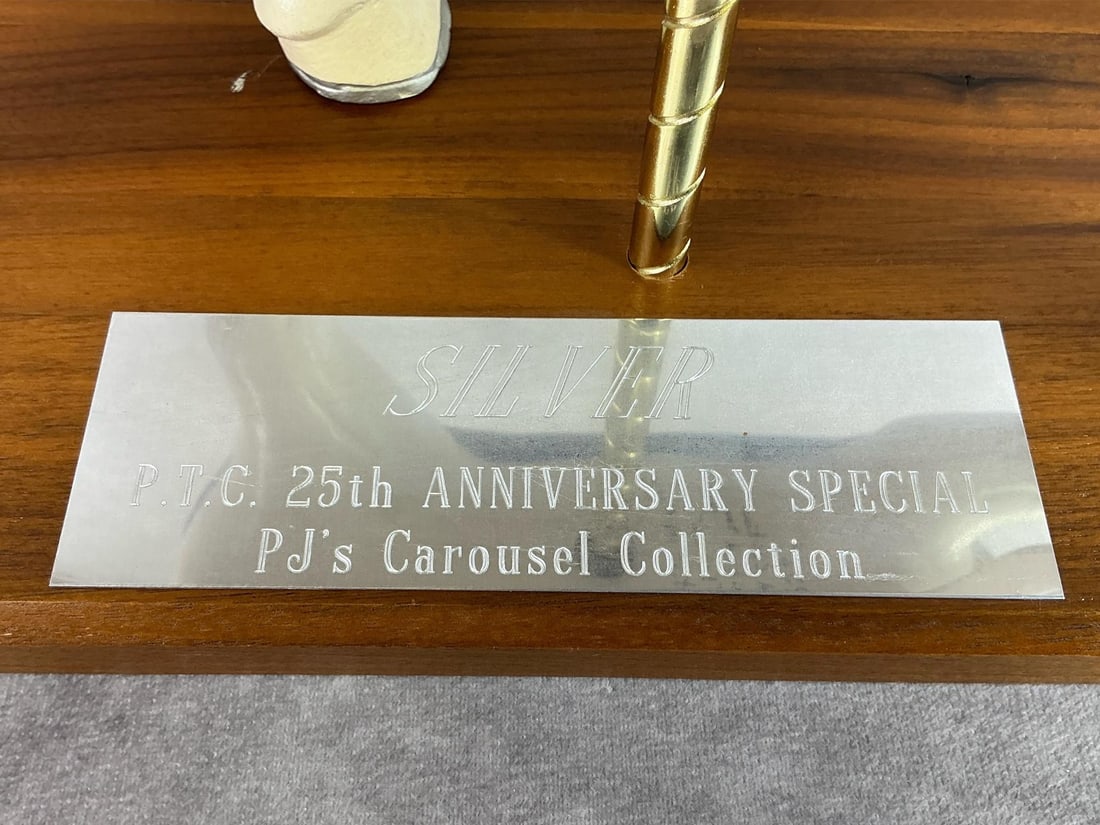 SILVER
P.T.C. 25th ANNIVERSARY SPECIAL
PJ's Carousel Collection